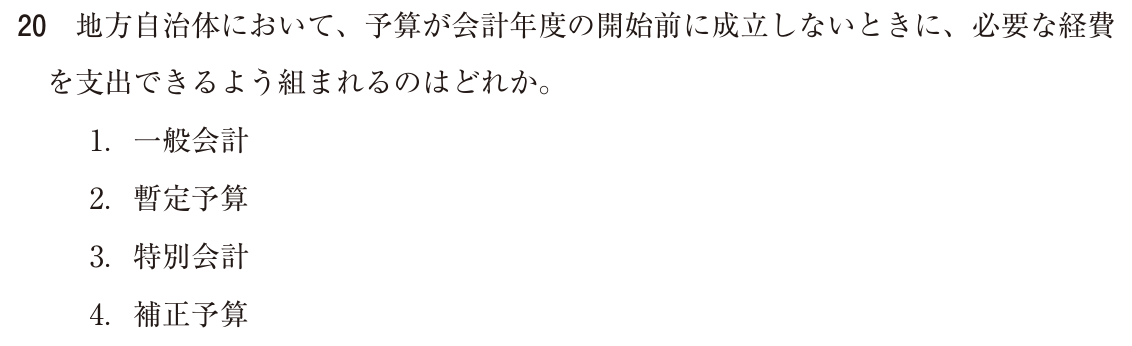 20　地方自治体において、予算が会計年度の開始前に成立しないときに、必要な経費
を支出できるよう組まれるのはどれか。
1. 一般会計
2. 暫定予算
3. 特別会計
4. 補正予算